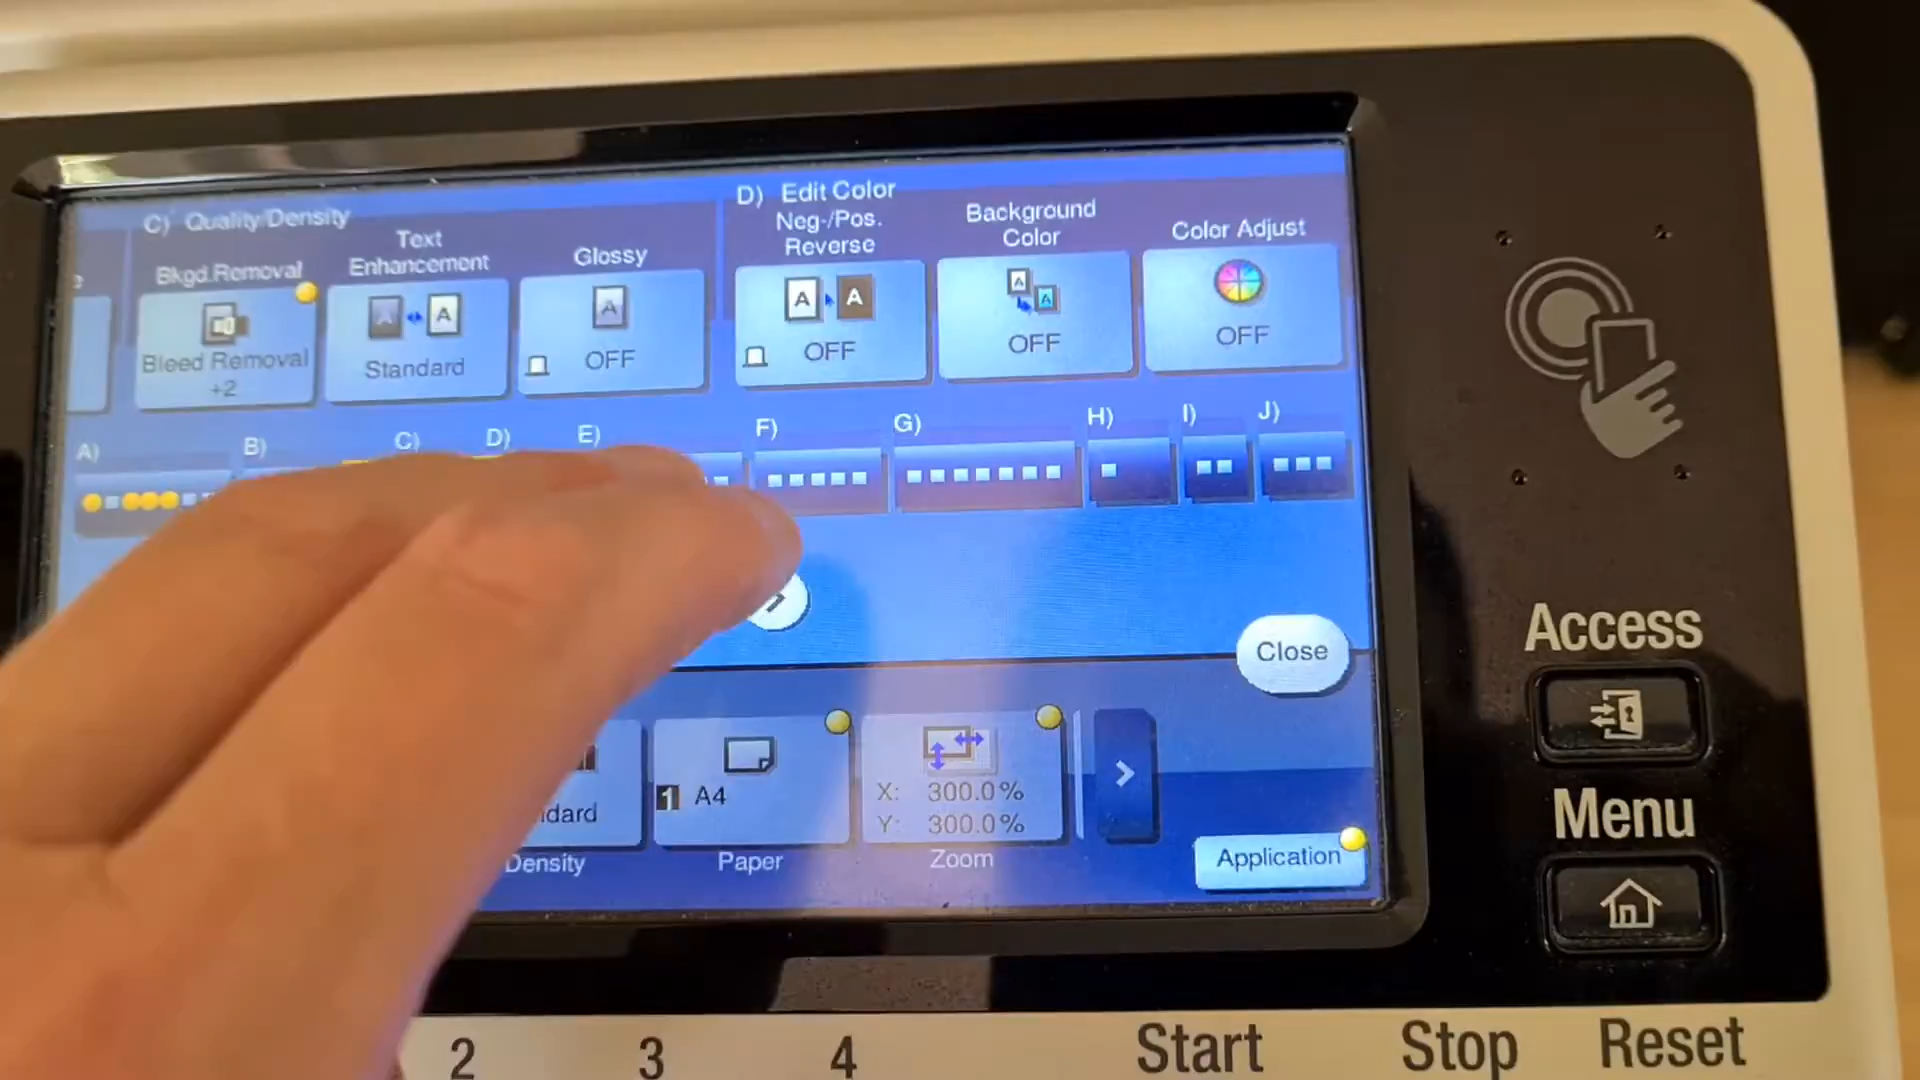 C) Quality/Density
D) Edit Color
Bkgd.Removal
Text
Enhancement
Glossy
Neg-/Pos.
Reverse
Background
Color
Color Adjust
Bleed Removal
+2
A
Standard
A
OFF
A A
OFF
A A
OFF
OFF
A) B) C) D) E) F) G) H) I) J)
Close
dard
Density
1 A4
Paper
X: 300.0%
Y: 300.0%
Zoom
Application
Access
Menu
2 3 4 Start Stop Reset